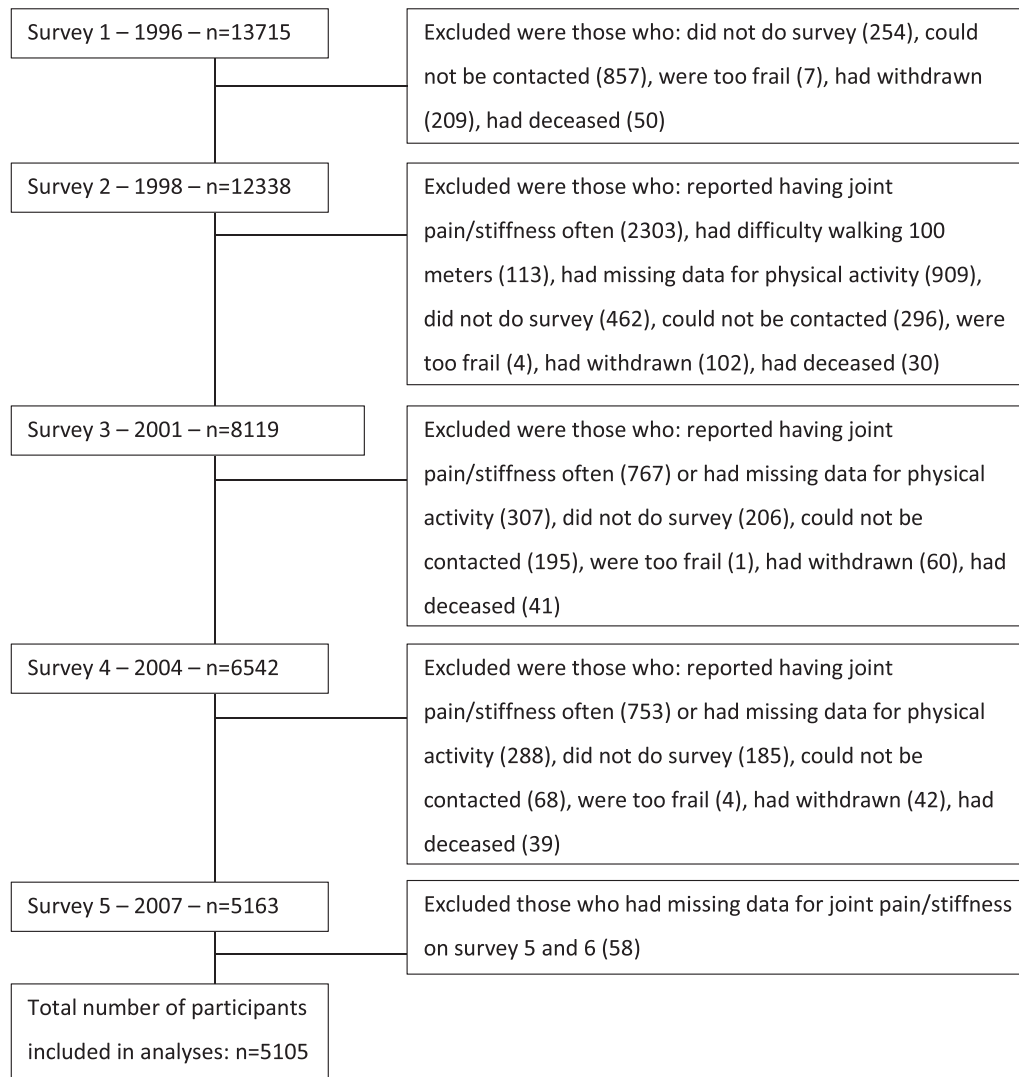 Survey 1 – 1996 – n=13715
Excluded were those who: did not do survey (254), could
not be contacted (857), were too frail (7), had withdrawn
(209), had deceased (50)
Survey 2 – 1998 – n=12338
Excluded were those who: reported having joint
pain/stiffness often (2303), had difficulty walking 100
meters (113), had missing data for physical activity (909),
did not do survey (462), could not be contacted (296), were
too frail (4), had withdrawn (102), had deceased (30)
Survey 3 – 2001 – n=8119
Excluded were those who: reported having joint
pain/stiffness often (767) or had missing data for physical
activity (307), did not do survey (206), could not be
contacted (195), were too frail (1), had withdrawn (60), had
deceased (41)
Survey 4 – 2004 – n=6542
Excluded were those who: reported having joint
pain/stiffness often (753) or had missing data for physical
activity (288), did not do survey (185), could not be
contacted (68), were too frail (4), had withdrawn (42), had
deceased (39)
Survey 5 – 2007 – n=5163
Excluded those who had missing data for joint pain/stiffness
on survey 5 and 6 (58)
Total number of participants
included in analyses: n=5105